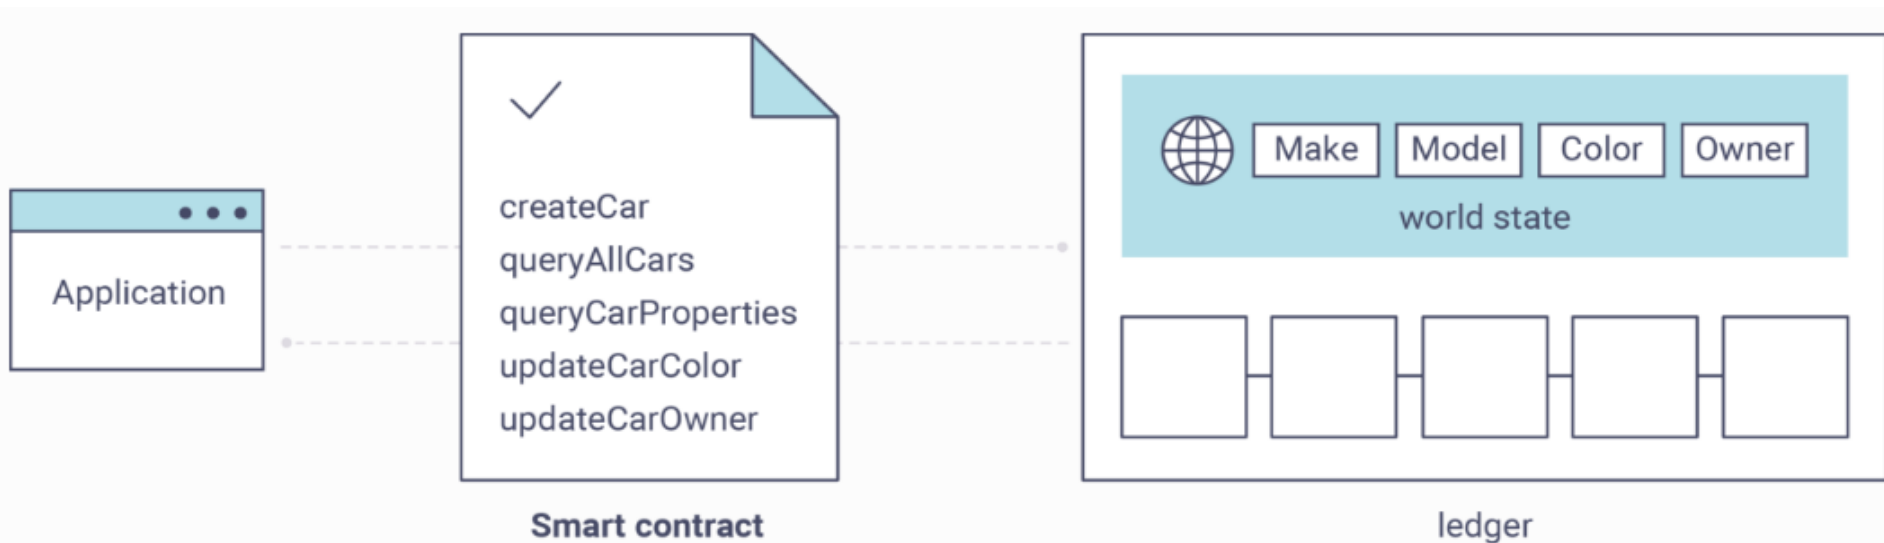 Application
createCar
queryAllCars
queryCarProperties
updateCarColor
updateCarOwner
Smart contract
Make Model Color Owner
world state
ledger